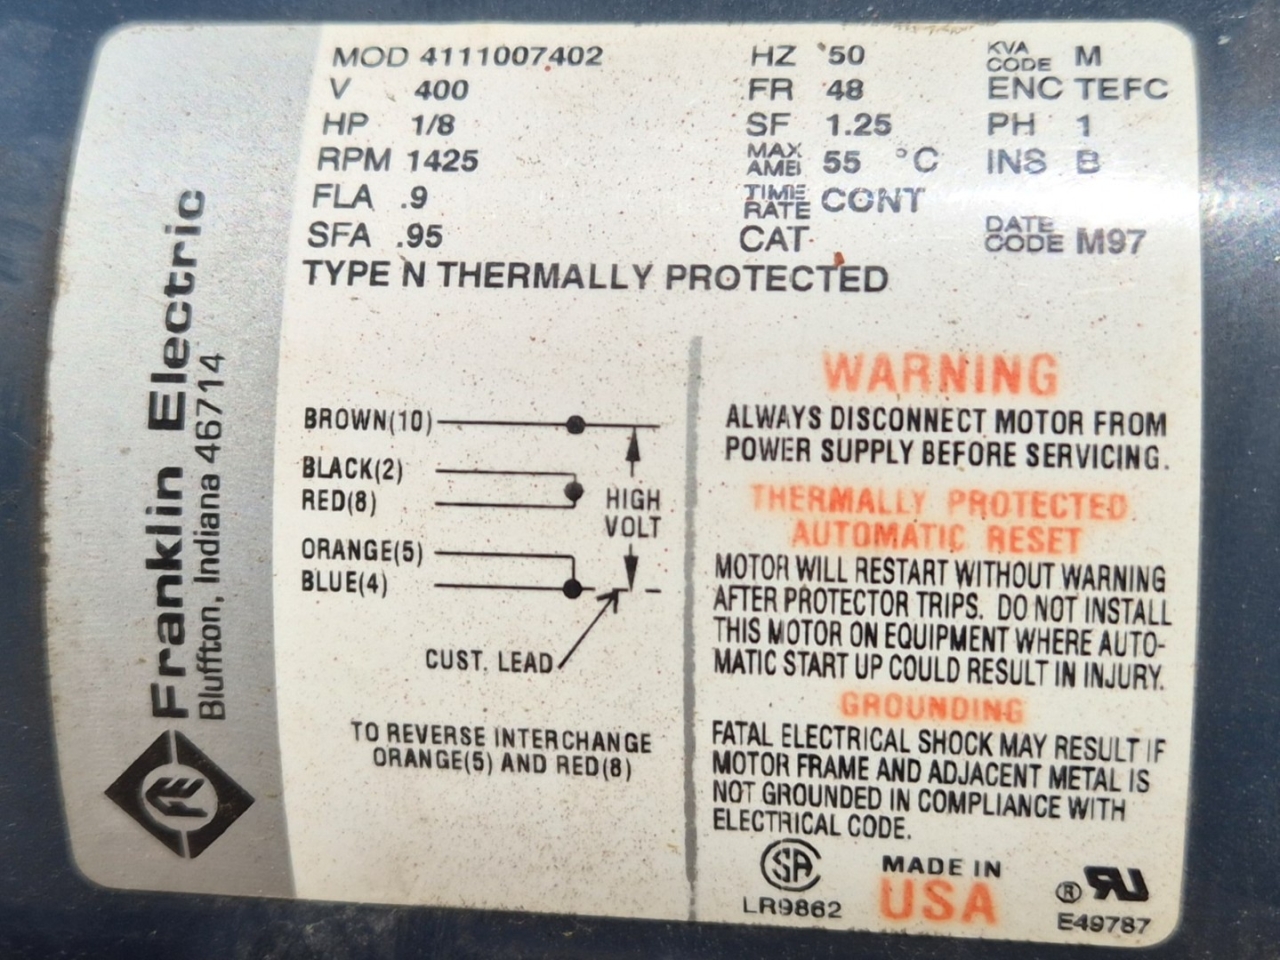 Franklin Electric
Bluffton, Indiana 46714
MOD 4111007402 HZ 50 KVA CODE M
V 400 FR 48 ENC TEFC
HP 1/8 SF 1.25 PH 1
RPM 1425 MAX AMB 55 °C INS B
FLA .9 TIME RATE CONT
SFA .95 CAT DATE CODE M97
TYPE N THERMALLY PROTECTED
BROWN(10)
BLACK(2)
RED(8)
ORANGE(5)
BLUE(4)
HIGH
VOLT
CUST. LEAD
TO REVERSE INTERCHANGE
ORANGE(5) AND RED(8)
WARNING
ALWAYS DISCONNECT MOTOR FROM
POWER SUPPLY BEFORE SERVICING.
THERMALLY PROTECTED
AUTOMATIC RESET
MOTOR WILL RESTART WITHOUT WARNING
AFTER PROTECTOR TRIPS. DO NOT INSTALL
THIS MOTOR ON EQUIPMENT WHERE AUTO-
MATIC START UP COULD RESULT IN INJURY.
GROUNDING
FATAL ELECTRICAL SHOCK MAY RESULT IF
MOTOR FRAME AND ADJACENT METAL IS
NOT GROUNDED IN COMPLIANCE WITH
ELECTRICAL CODE.
SA
LR9862
MADE IN
USA
® RU
E49787
FE